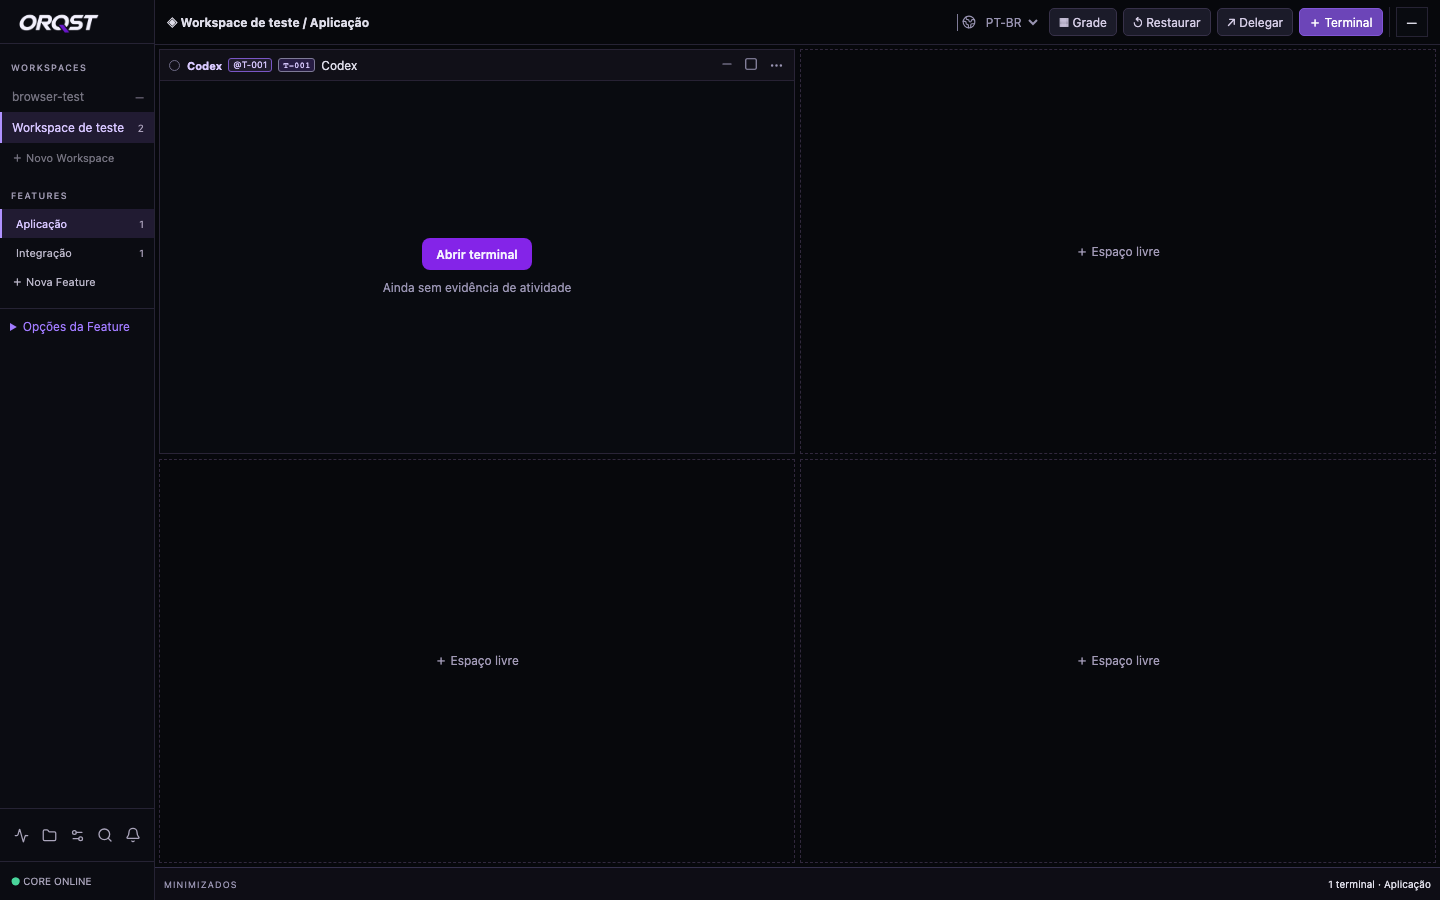 ORQST
WORKSPACES
browser-test —
Workspace de teste 2
+ Novo Workspace
FEATURES
Aplicação 1
Integração 1
+ Nova Feature
▶ Opções da Feature
CORE ONLINE
◈ Workspace de teste / Aplicação
PT-BR
▦ Grade
↺ Restaurar
↗ Delegar
+ Terminal
—
Codex @T-001 T-001 Codex
Abrir terminal
Ainda sem evidência de atividade
+ Espaço livre
+ Espaço livre
+ Espaço livre
MINIMIZADOS
1 terminal · Aplicação